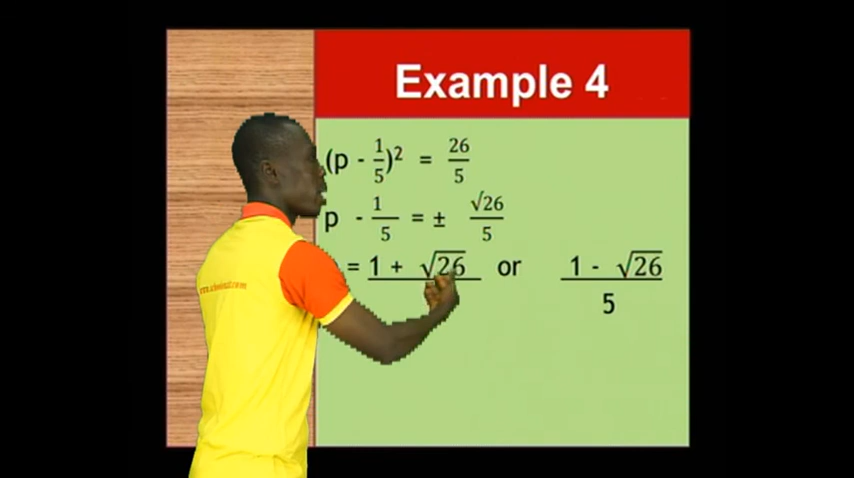 Example 4
(p - 1/5)² = 26/5
p - 1/5 = ± √26/5
= 1 + √26 or 1 - √26 / 5